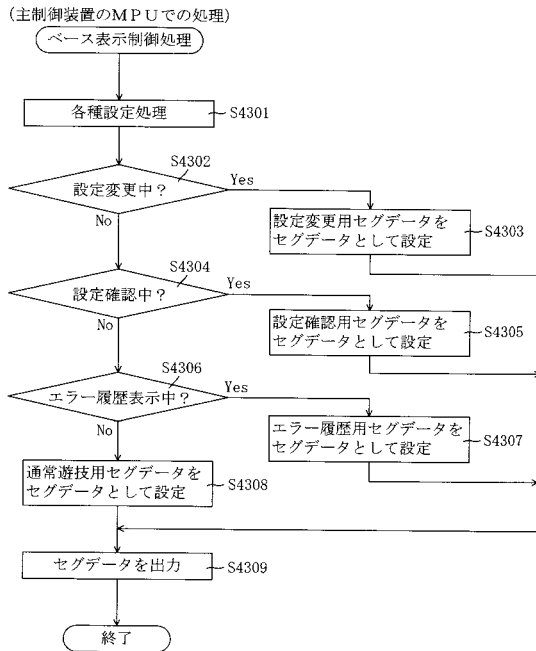 (主制御装置のMPUでの処理)
ベース表示制御処理
各種設定処理
S4301
S4302
設定変更中?
Yes
No
設定変更用セグデータを
セグデータとして設定
S4303
S4304
設定確認中?
Yes
No
設定確認用セグデータを
セグデータとして設定
S4305
S4306
エラー履歴表示中?
Yes
No
エラー履歴用セグデータを
セグデータとして設定
S4307
通常遊技用セグデータを
セグデータとして設定
S4308
セグデータを出力
S4309
終了